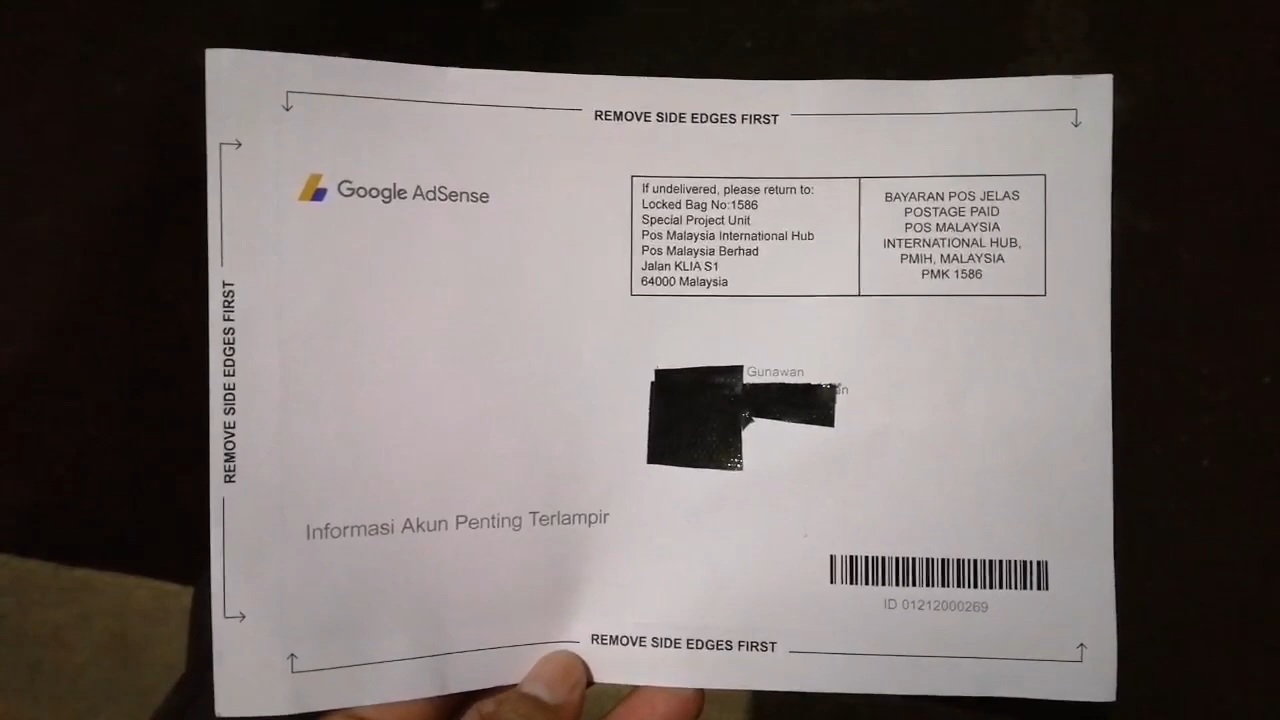 REMOVE SIDE EDGES FIRST
Google AdSense
If undelivered, please return to:
Locked Bag No:1586
Special Project Unit
Pos Malaysia International Hub
Pos Malaysia Berhad
Jalan KLIA S1
64000 Malaysia
BAYARAN POS JELAS
POSTAGE PAID
POS MALAYSIA
INTERNATIONAL HUB,
PMIH, MALAYSIA
PMK 1586
REMOVE SIDE EDGES FIRST
Gunawan
Informasi Akun Penting Terlampir
ID 01212000269
REMOVE SIDE EDGES FIRST